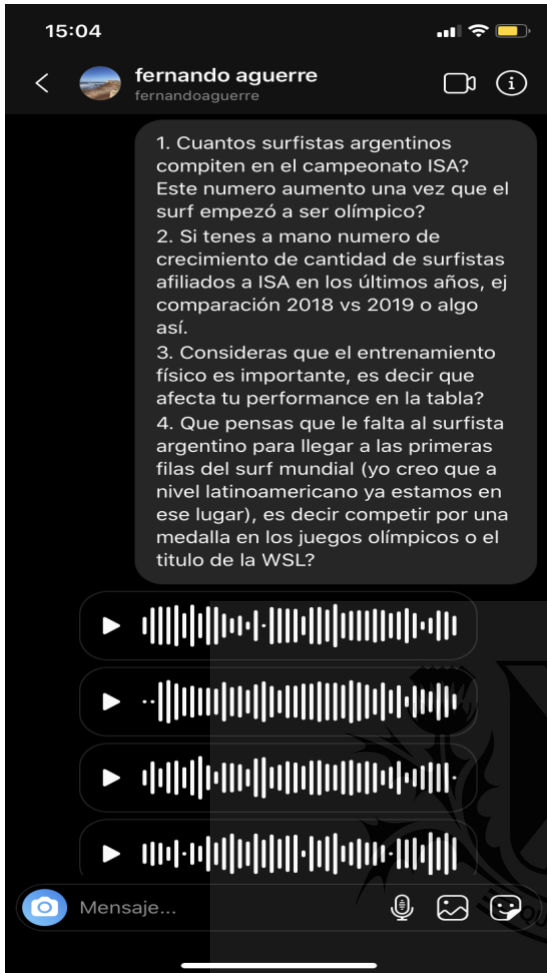 15:04
fernando aguerre
fernandoaguerre
1. Cuantos surfistas argentinos
compiten en el campeonato ISA?
Este numero aumento una vez que el
surf empezó a ser olímpico?
2. Si tenes a mano numero de
crecimiento de cantidad de surfistas
afiliados a ISA en los últimos años, ej
comparación 2018 vs 2019 o algo
así.
3. Consideras que el entrenamiento
físico es importante, es decir que
afecta tu performance en la tabla?
4. Que pensas que le falta al surfista
argentino para llegar a las primeras
filas del surf mundial (yo creo que a
nivel latinoamericano ya estamos en
ese lugar), es decir competir por una
medalla en los juegos olímpicos o el
titulo de la WSL?
Mensaje...